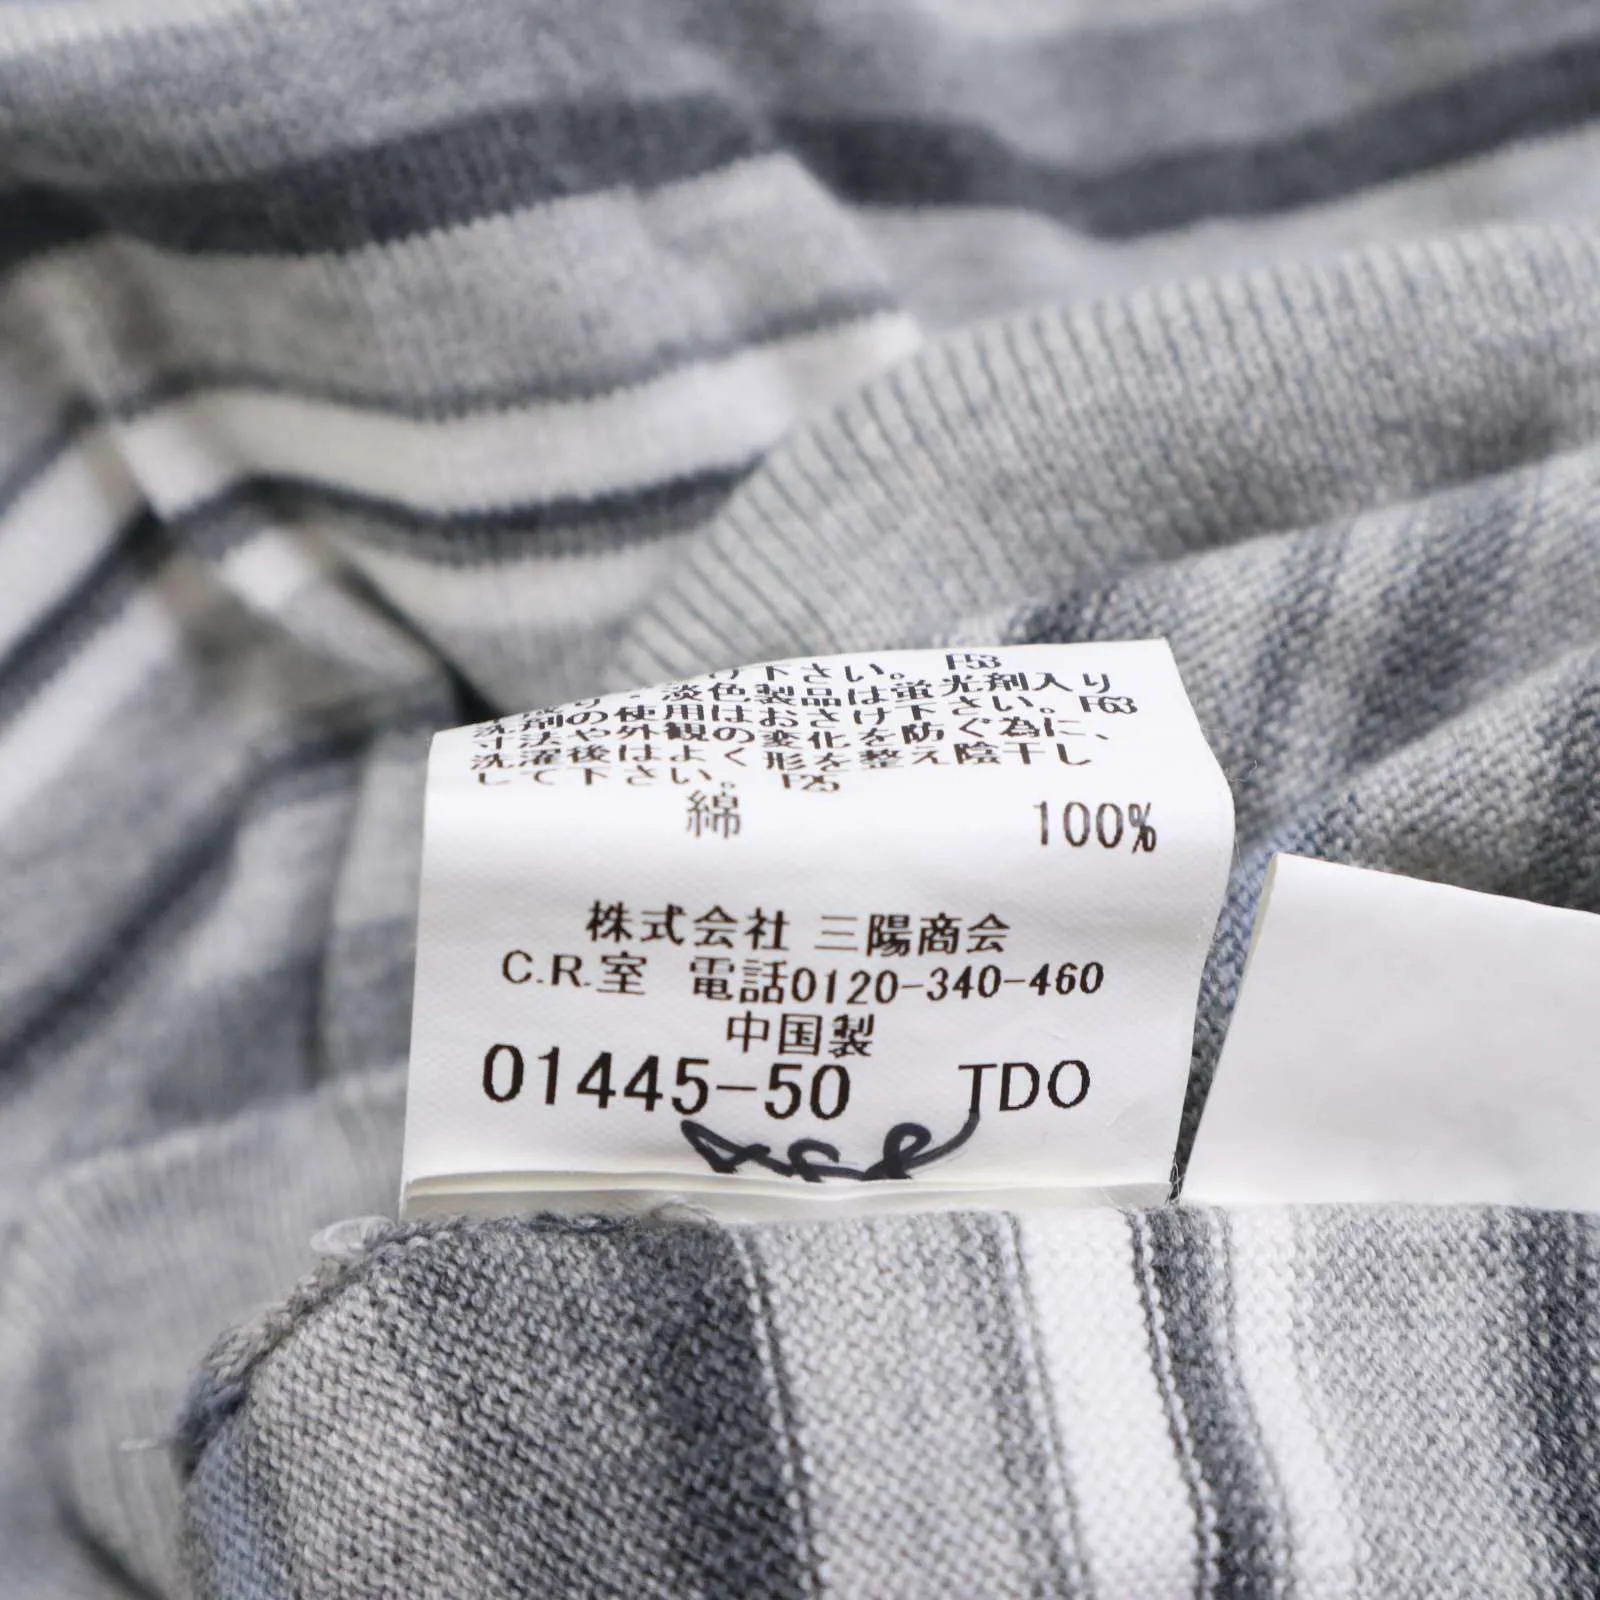 け下さい。 F53
淡色製品は蛍光剤入り
洗剤の使用はおさけ下さい。F63
寸法や外観の変化を防ぐ為に、
洗濯後はよく形を整え陰干し
して下さい。 F25
綿 100%
株式会社 三陽商会
C.R.室 電話0120-340-460
中国製
01445-50 TDO